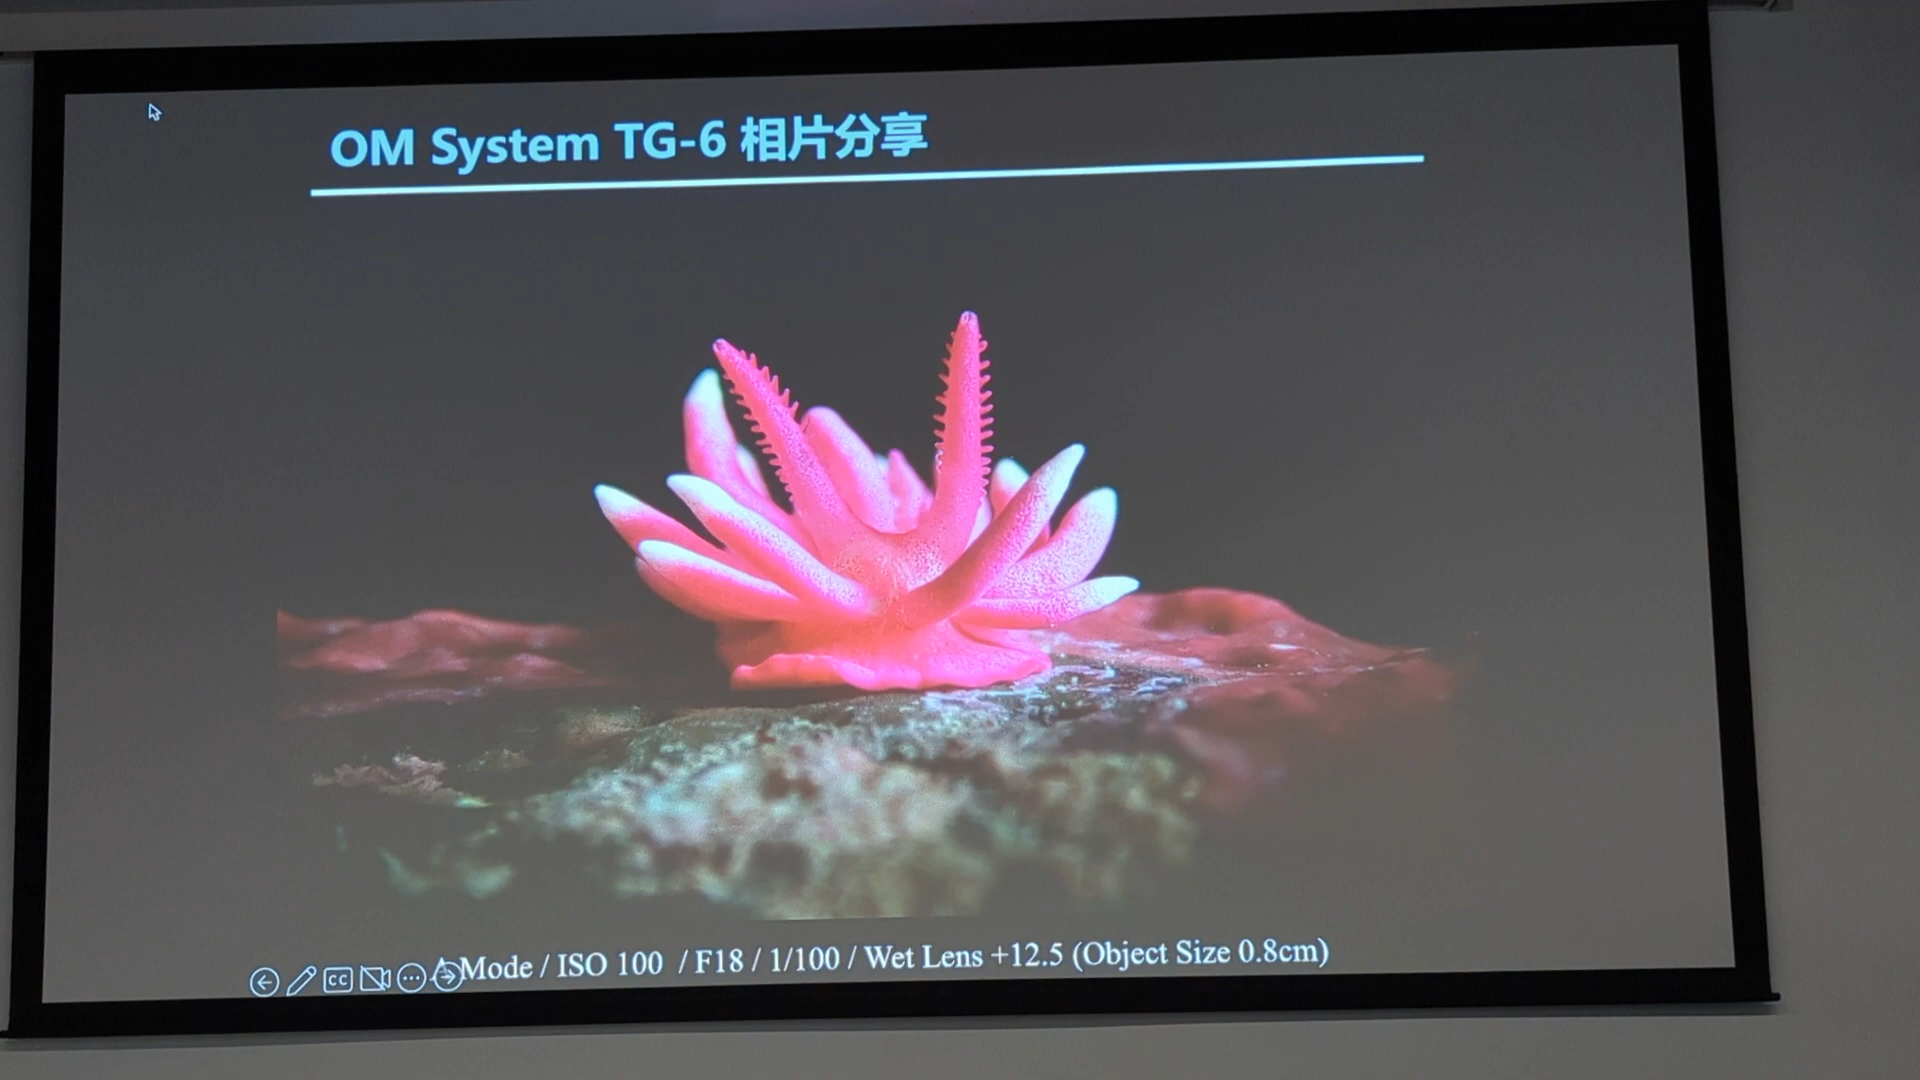 OM System TG-6 相片分享
A Mode / ISO 100 / F18 / 1/100 / Wet Lens +12.5 (Object Size 0.8cm)
CC